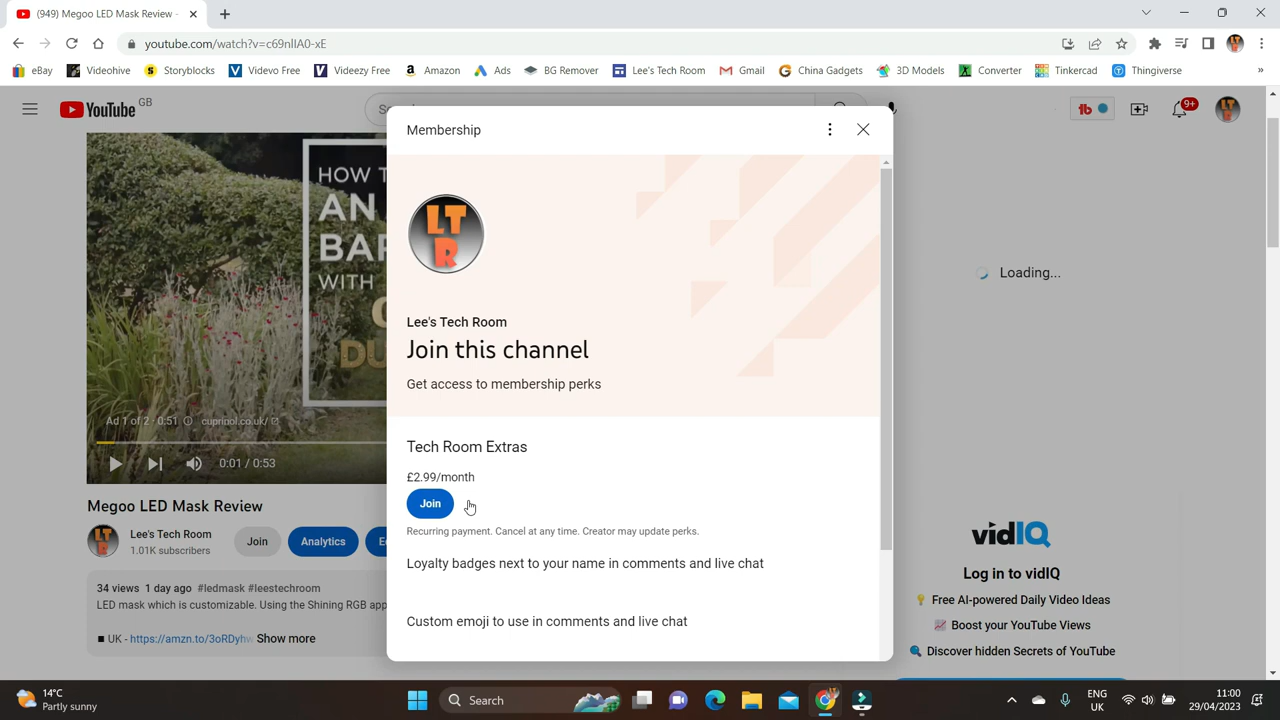 (949) Megoo LED Mask Review -
youtube.com/watch?v=c69nlIA0-xE
eBay Videohive Storyblocks Videvo Free Videezy Free Amazon Ads BG Remover Lee's Tech Room Gmail China Gadgets 3D Models Converter Tinkercad Thingiverse »
YouTube GB
tb
9+
Membership
HOW T
AN
BAR
WITH
LTR
Lee's Tech Room
Join this channel
Get access to membership perks
Loading...
Ad 1 of 2 · 0:51 cuprinol.co.uk/
0:01 / 0:53
Tech Room Extras
£2.99/month
Join
Recurring payment. Cancel at any time. Creator may update perks.
Loyalty badges next to your name in comments and live chat
Custom emoji to use in comments and live chat
Megoo LED Mask Review
Lee's Tech Room
1.01K subscribers
Join
Analytics
34 views 1 day ago #ledmask #leestechroom
LED mask which is customizable. Using the Shining RGB app
■ UK - https://amzn.to/3oRDyhw Show more
vidIQ
Log in to vidIQ
Free AI-powered Daily Video Ideas
Boost your YouTube Views
Discover hidden Secrets of YouTube
14°C
Partly sunny
Search
ENG
UK
11:00
29/04/2023